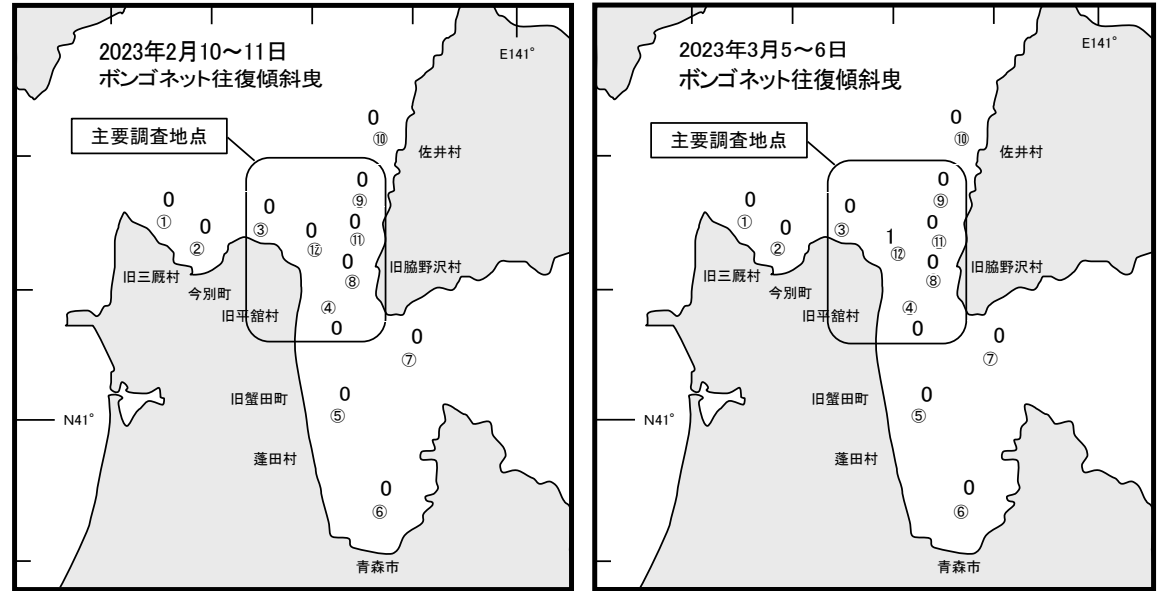 2023年2月10～11日
ボンゴネット往復傾斜曳
E141°
主要調査地点
0
⑩
佐井村
0
⑨
0
①
0
②
0
③
0
⑫
0
⑪
0
⑧
旧三厩村
今別町
旧平舘村
旧脇野沢村
④
0
0
⑦
N41°
旧蟹田町
0
⑤
蓬田村
0
⑥
青森市
2023年3月5～6日
ボンゴネット往復傾斜曳
E141°
主要調査地点
0
⑩
佐井村
0
⑨
0
①
0
②
0
③
1
⑫
0
⑪
0
⑧
旧三厩村
今別町
旧平舘村
旧脇野沢村
④
0
0
⑦
N41°
旧蟹田町
0
⑤
蓬田村
0
⑥
青森市